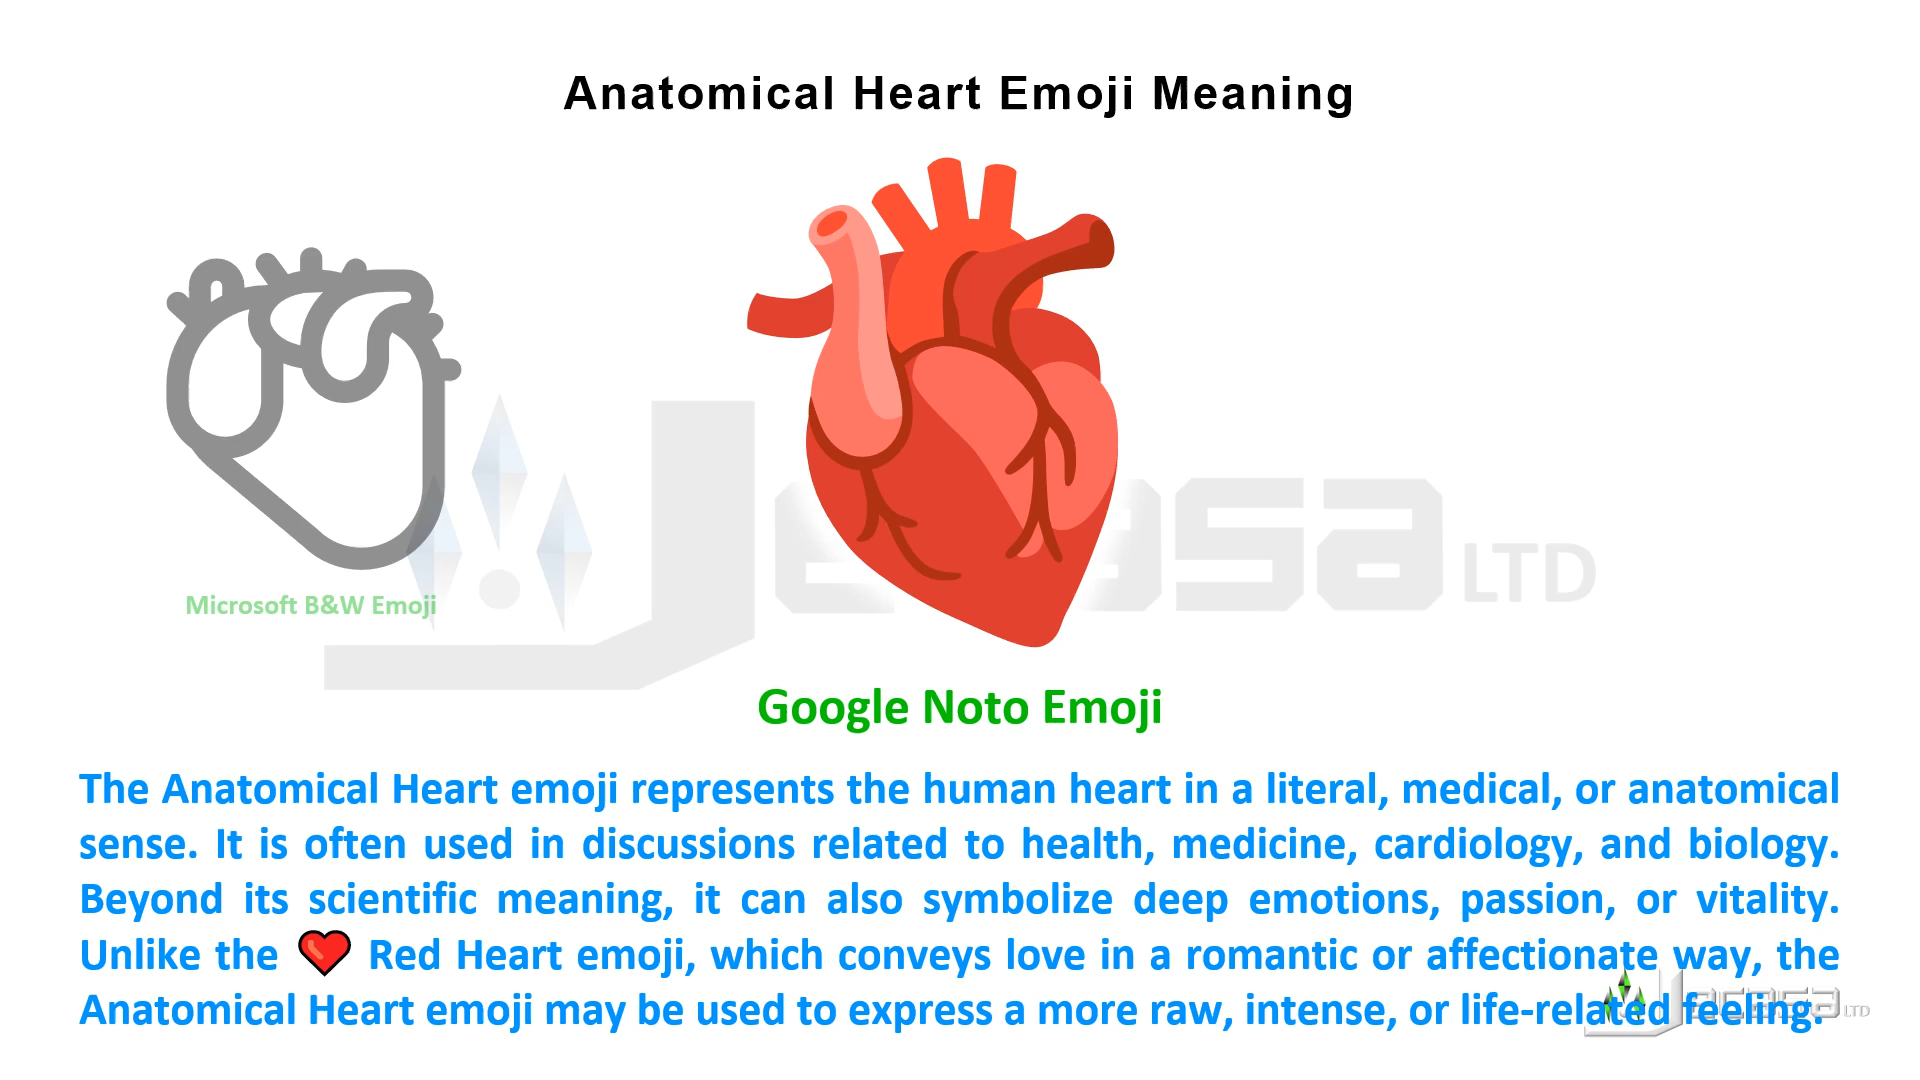 Anatomical Heart Emoji Meaning
Microsoft B&W Emoji
Google Noto Emoji
The Anatomical Heart emoji represents the human heart in a literal, medical, or anatomical
sense. It is often used in discussions related to health, medicine, cardiology, and biology.
Beyond its scientific meaning, it can also symbolize deep emotions, passion, or vitality.
Unlike the ❤️ Red Heart emoji, which conveys love in a romantic or affectionate way, the
Anatomical Heart emoji may be used to express a more raw, intense, or life-related feeling.
LTD
LTD